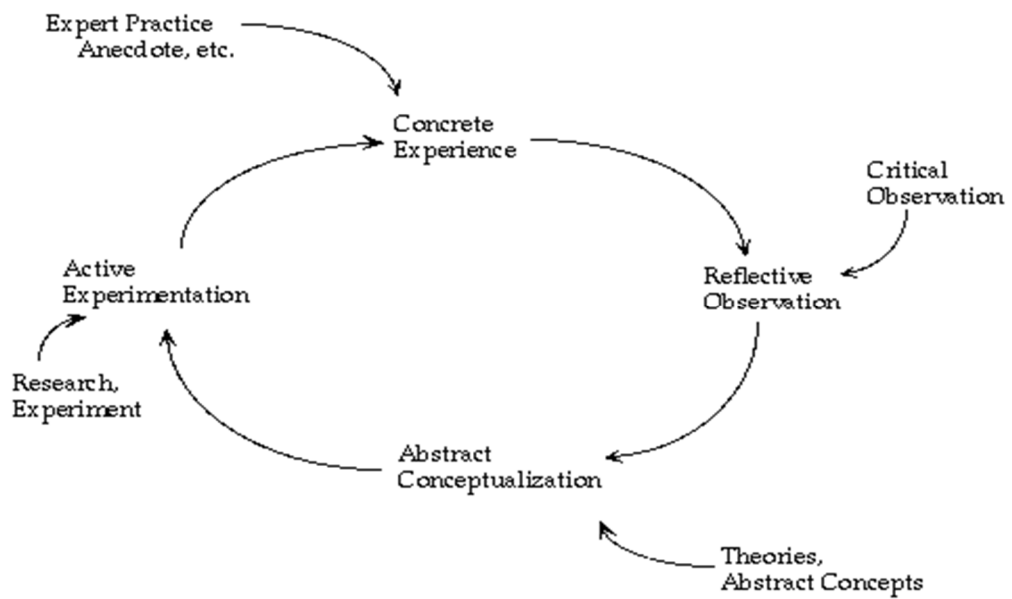 Expert Practice
Anecdote, etc.
Concrete
Experience
Critical
Observation
Reflective
Observation
Active
Experimentation
Research,
Experiment
Abstract
Conceptualization
Theories,
Abstract Concepts